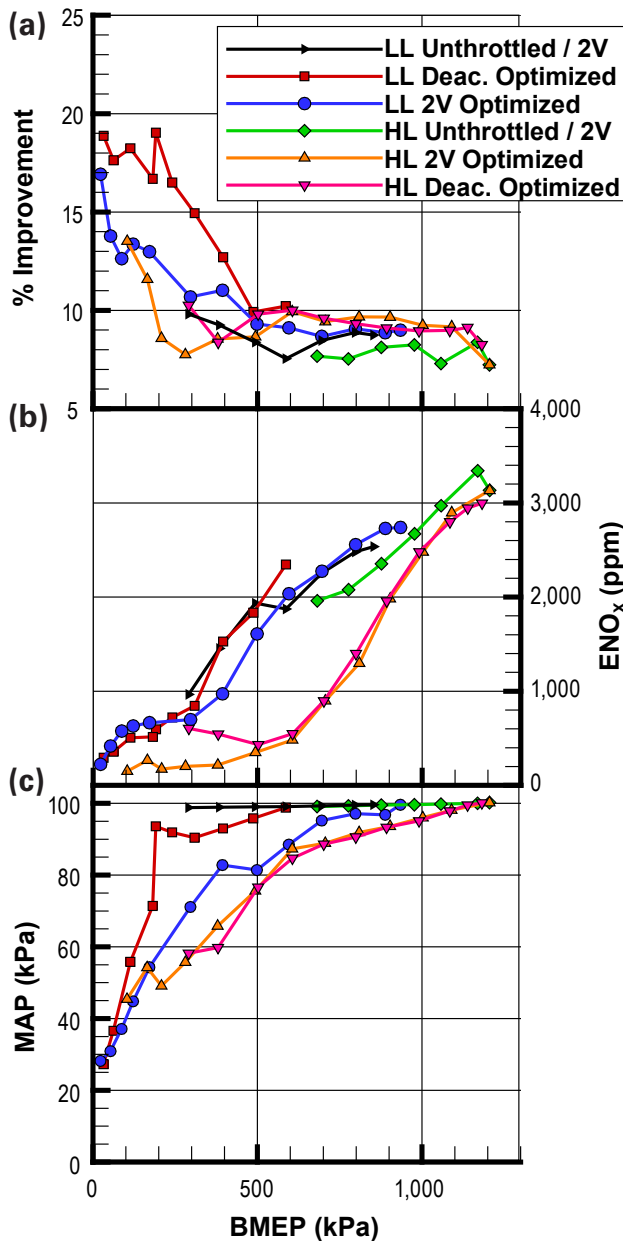 (a)
25
20
15
10
5
% Improvement
LL Unthrottled / 2V
LL Deac. Optimized
LL 2V Optimized
HL Unthrottled / 2V
HL 2V Optimized
HL Deac. Optimized
(b)
4,000
3,000
2,000
1,000
0
ENOx (ppm)
(c)
100
80
60
40
20
0
MAP (kPa)
0 500 1,000
BMEP (kPa)